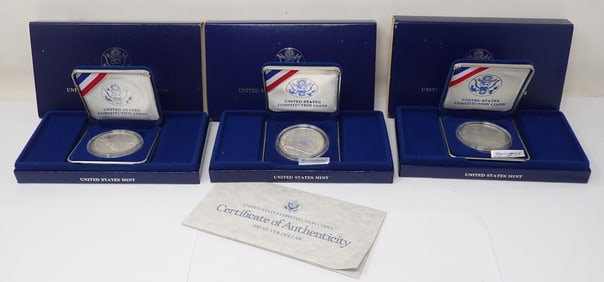 UNITED STATES
CONSTITUTION COINS
UNITED STATES
CONSTITUTION COINS
UNITED STATES
CONSTITUTION COINS
UNITED STATES MINT
UNITED STATES MINT
UNITED STATES MINT
UNITED STATES CONSTITUTION COINS
Certificate of Authenticity
1987 SILVER DOLLAR